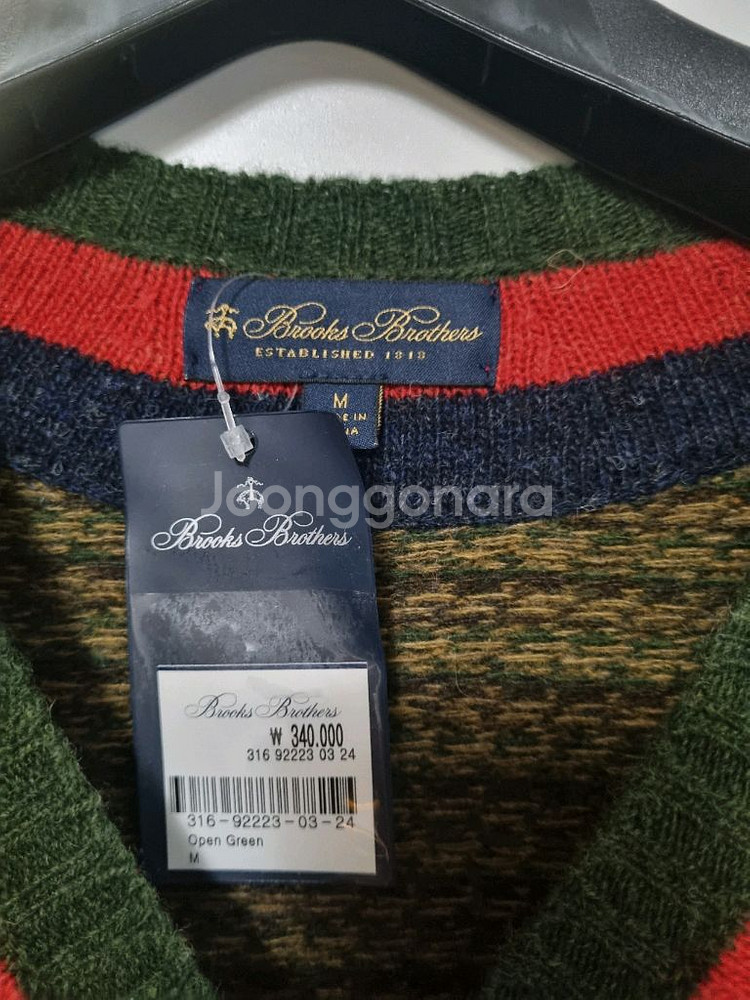 Brooks Brothers
ESTABLISHED 1818
M
IN
Joonggonara
Brooks Brothers
Brooks Brothers
₩ 340.000
316 92223 03 24
316-92223-03-24
Open Green
M